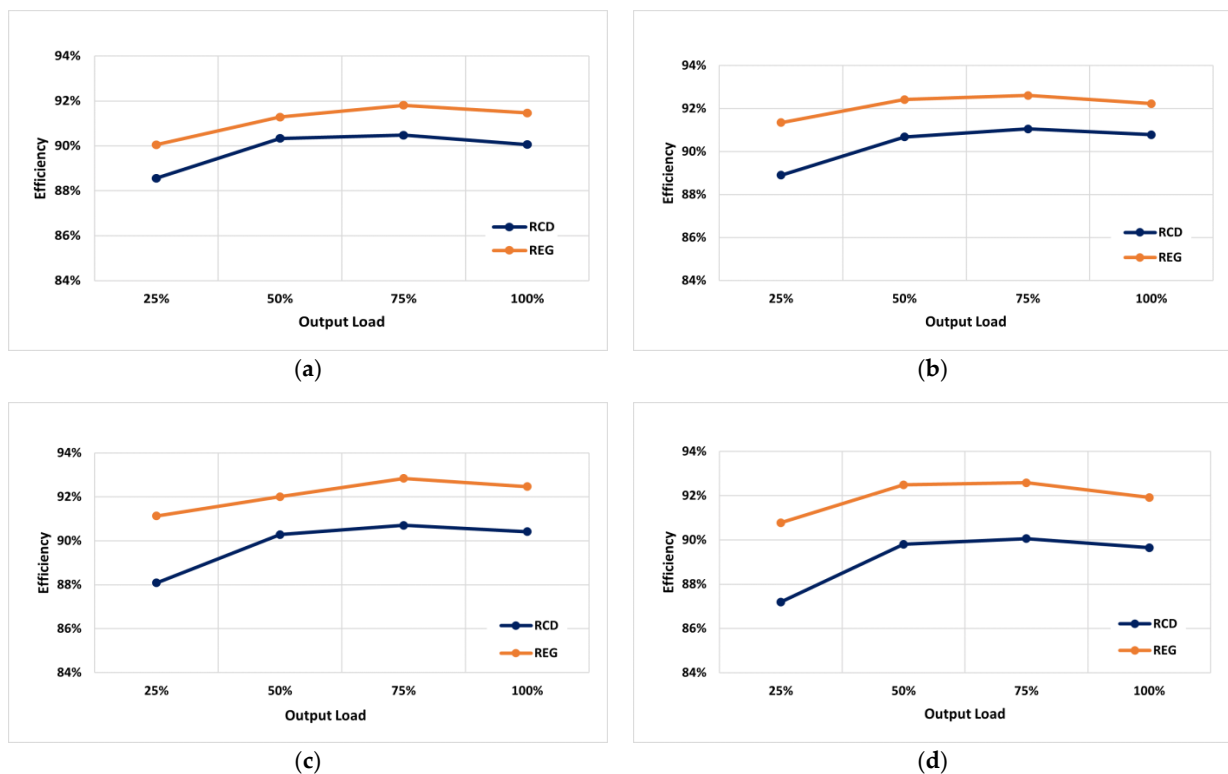 94%
92%
90%
88%
86%
84%
Efficiency
RCD
REG
25% 50% 75% 100%
Output Load
(a)
94%
92%
90%
88%
86%
84%
Efficiency
RCD
REG
25% 50% 75% 100%
Output Load
(b)
94%
92%
90%
88%
86%
84%
Efficiency
RCD
REG
25% 50% 75% 100%
Output Load
(c)
94%
92%
90%
88%
86%
84%
Efficiency
RCD
REG
25% 50% 75% 100%
Output Load
(d)